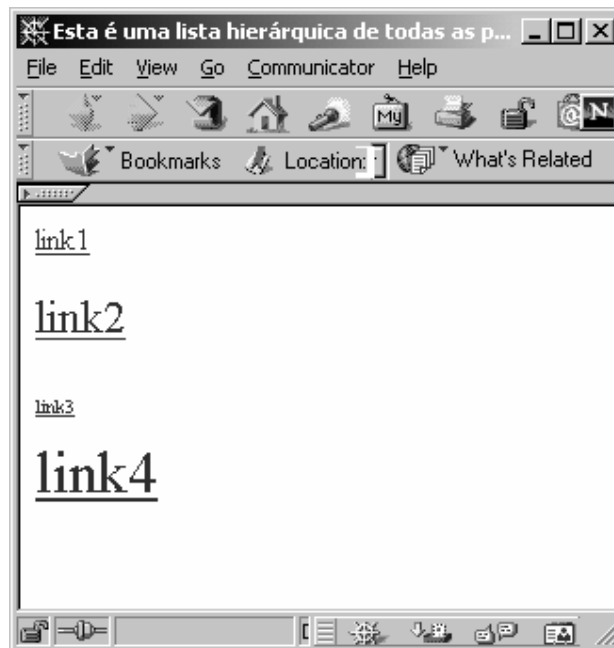 Esta é uma lista hierárquica de todas as p...
File Edit View Go Communicator Help
My N
Bookmarks Location: What's Related
link1
link2
link3
link4